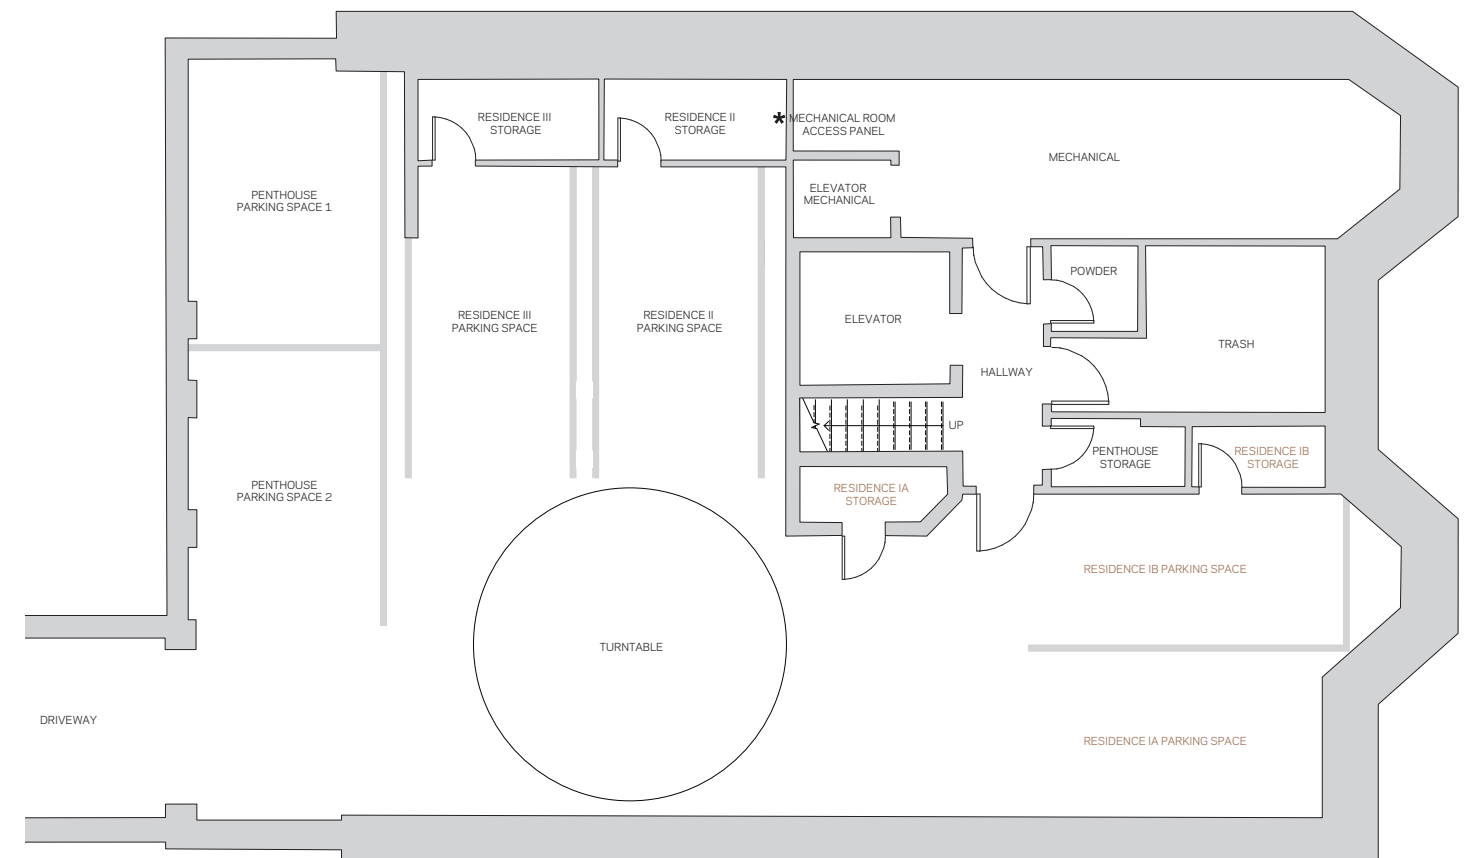 RESIDENCE III
STORAGE
RESIDENCE II
STORAGE
* MECHANICAL ROOM
ACCESS PANEL
MECHANICAL
PENTHOUSE
PARKING SPACE 1
ELEVATOR
MECHANICAL
POWDER
RESIDENCE III
PARKING SPACE
RESIDENCE II
PARKING SPACE
ELEVATOR
TRASH
HALLWAY
UP
PENTHOUSE
STORAGE
RESIDENCE IB
STORAGE
PENTHOUSE
PARKING SPACE 2
RESIDENCE IA
STORAGE
RESIDENCE IB PARKING SPACE
TURNTABLE
DRIVEWAY
RESIDENCE IA PARKING SPACE